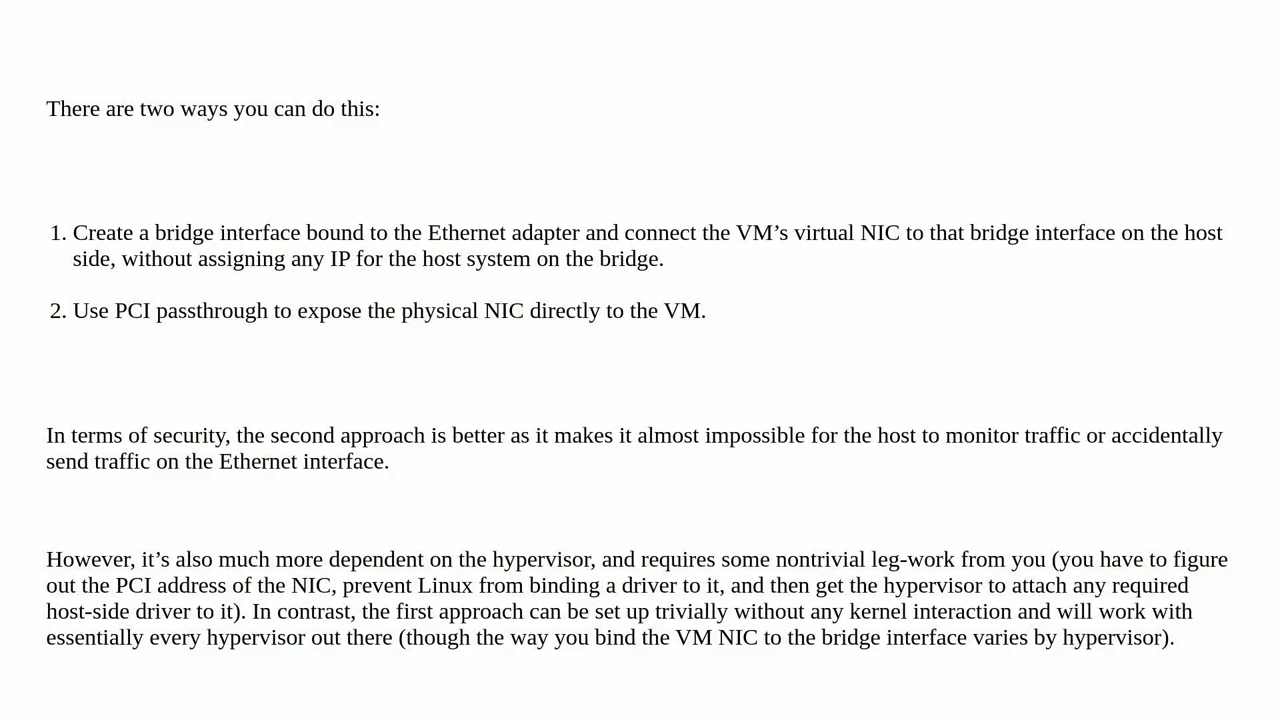 There are two ways you can do this:
1. Create a bridge interface bound to the Ethernet adapter and connect the VM’s virtual NIC to that bridge interface on the host
side, without assigning any IP for the host system on the bridge.
2. Use PCI passthrough to expose the physical NIC directly to the VM.
In terms of security, the second approach is better as it makes it almost impossible for the host to monitor traffic or accidentally
send traffic on the Ethernet interface.
However, it’s also much more dependent on the hypervisor, and requires some nontrivial leg-work from you (you have to figure
out the PCI address of the NIC, prevent Linux from binding a driver to it, and then get the hypervisor to attach any required
host-side driver to it). In contrast, the first approach can be set up trivially without any kernel interaction and will work with
essentially every hypervisor out there (though the way you bind the VM NIC to the bridge interface varies by hypervisor).